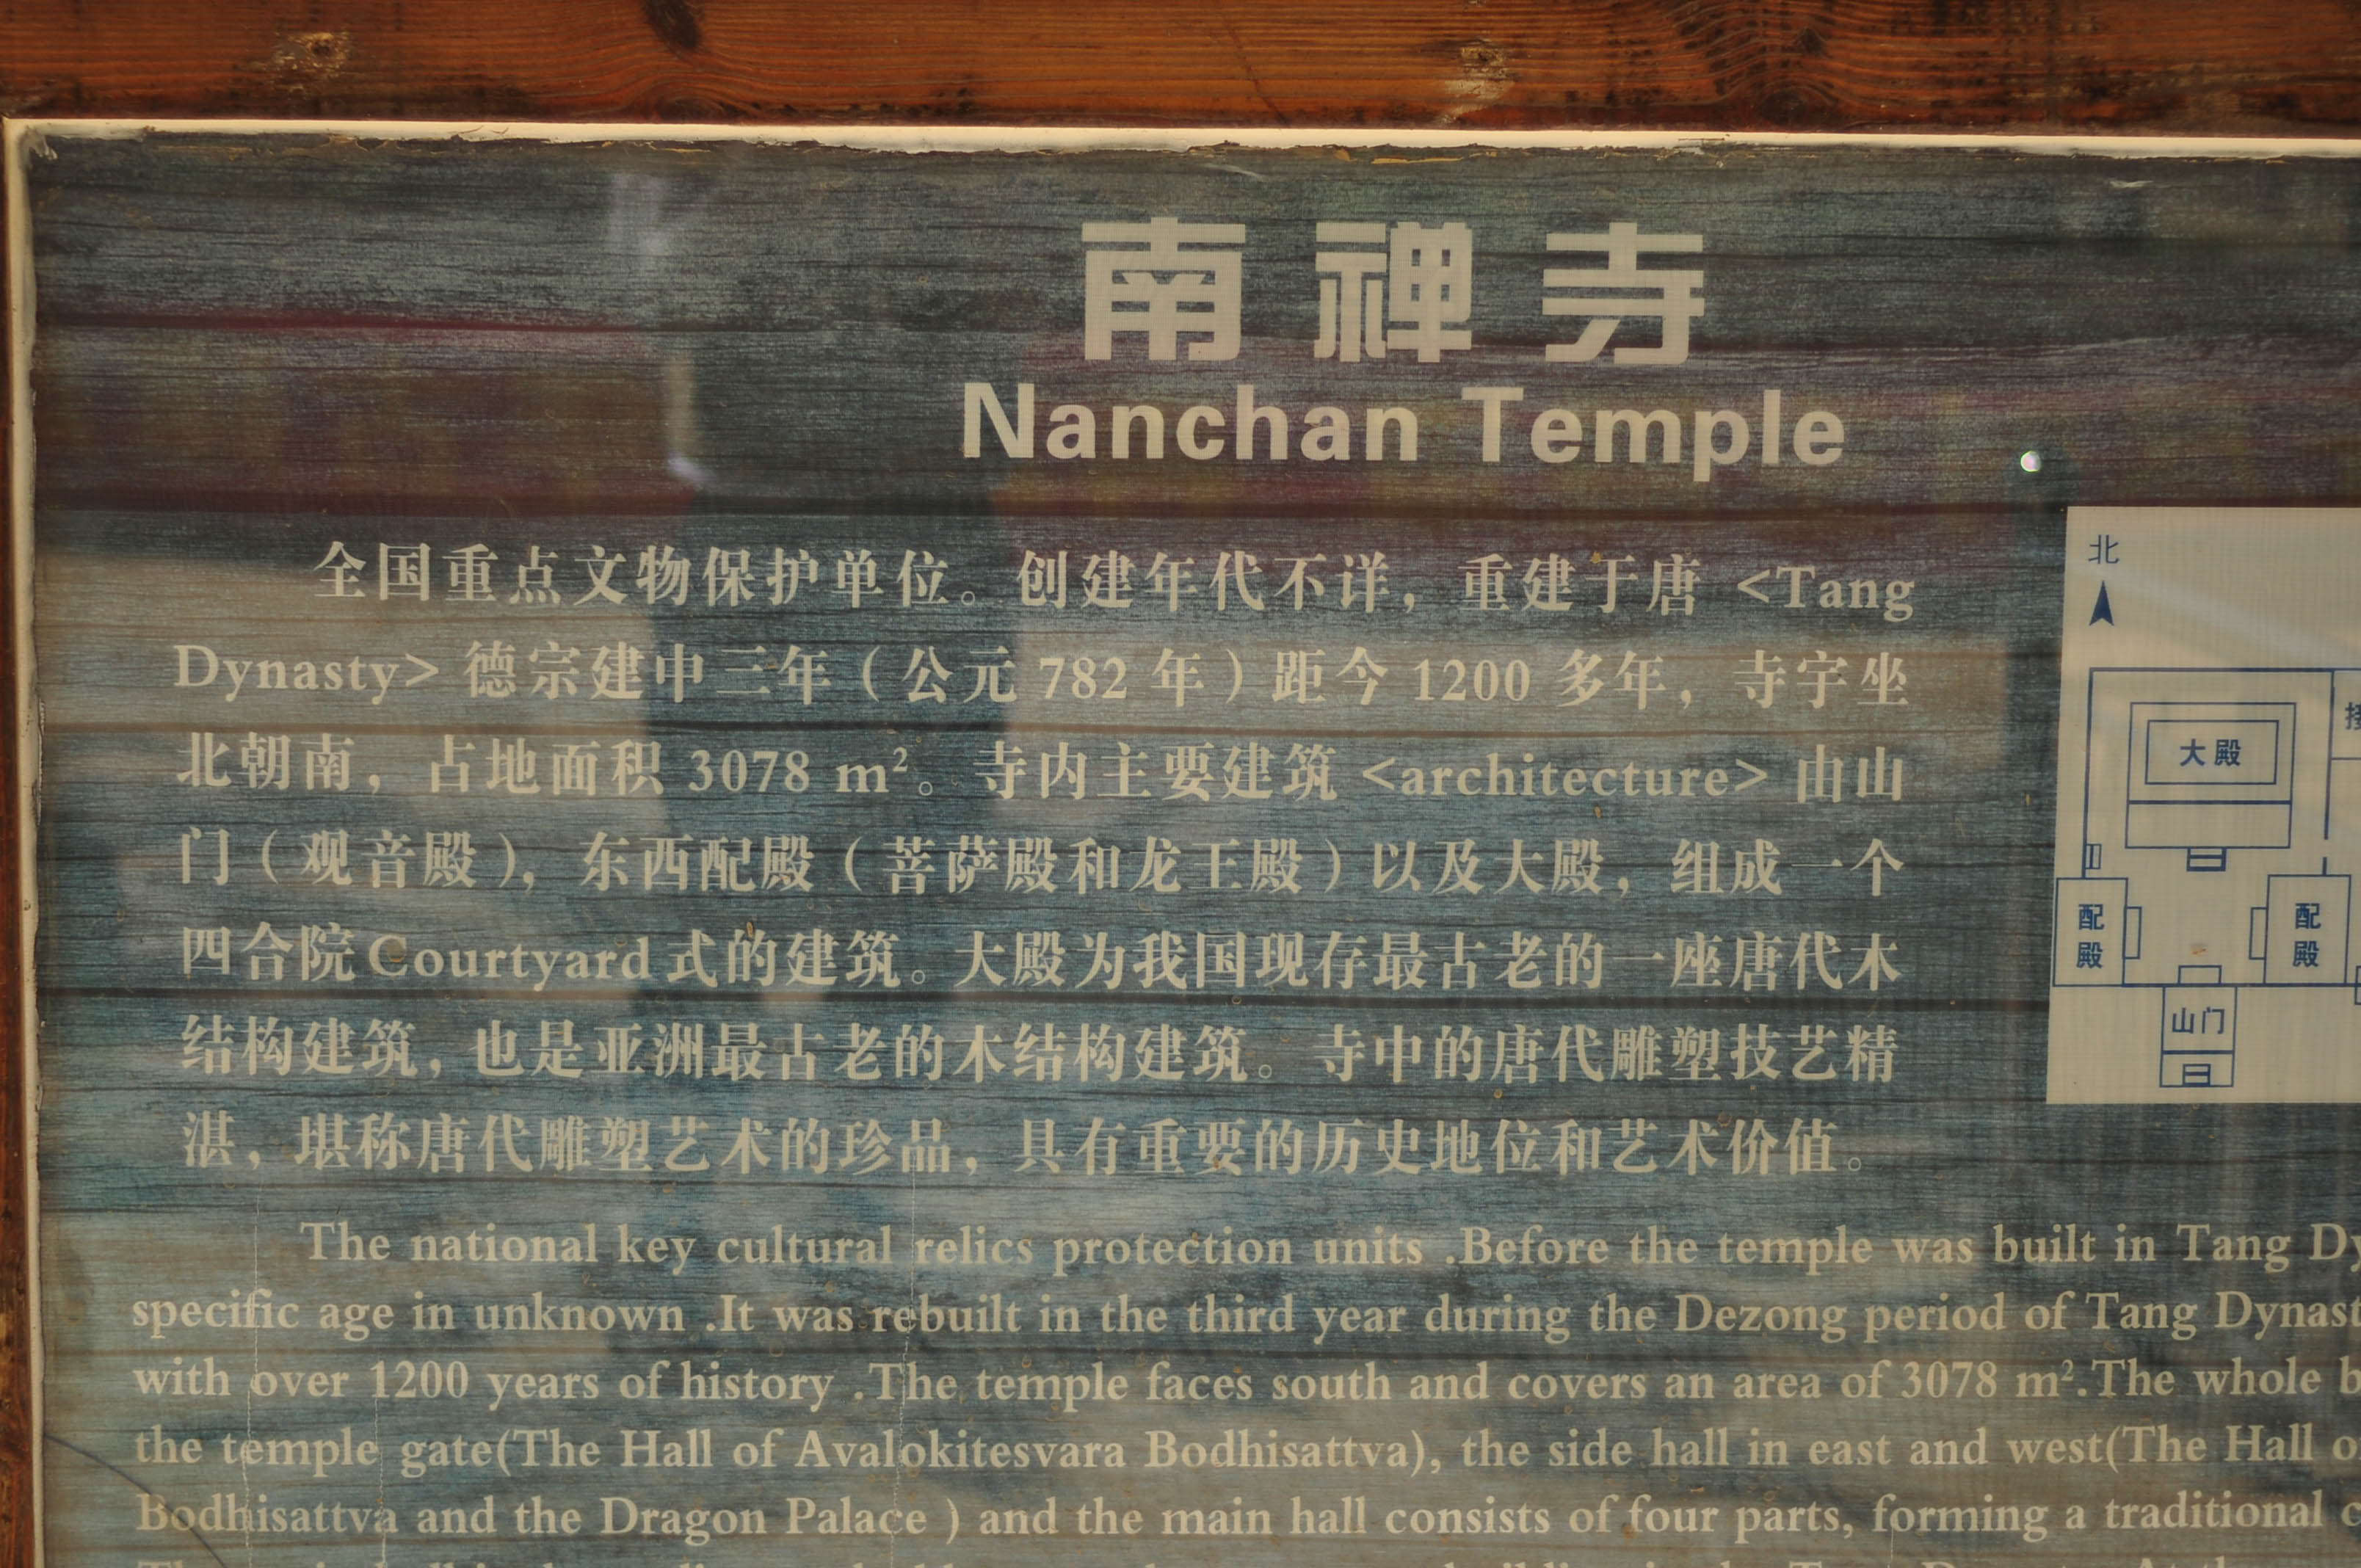 南禅寺
Nanchan Temple
全国重点文物保护单位。创建年代不详，重建于唐 <Tang
Dynasty> 德宗建中三年（公元 782 年）距今 1200 多年，寺宇坐
北朝南，占地面积 3078 m²。寺内主要建筑 <architecture> 由山
门（观音殿），东西配殿（菩萨殿和龙王殿）以及大殿，组成一个
四合院 Courtyard 式的建筑。大殿为我国现存最古老的一座唐代木
结构建筑，也是亚洲最古老的木结构建筑。寺中的唐代雕塑技艺精
湛，堪称唐代雕塑艺术的珍品，具有重要的历史地位和艺术价值。
北
接
大殿
配殿
配殿
山门
The national key cultural relics protection units .Before the temple was built in Tang Dy
specific age in unknown .It was rebuilt in the third year during the Dezong period of Tang Dynast
with over 1200 years of history .The temple faces south and covers an area of 3078 m².The whole b
the temple gate(The Hall of Avalokitesvara Bodhisattva), the side hall in east and west(The Hall o
Bodhisattva and the Dragon Palace ) and the main hall consists of four parts, forming a traditional c